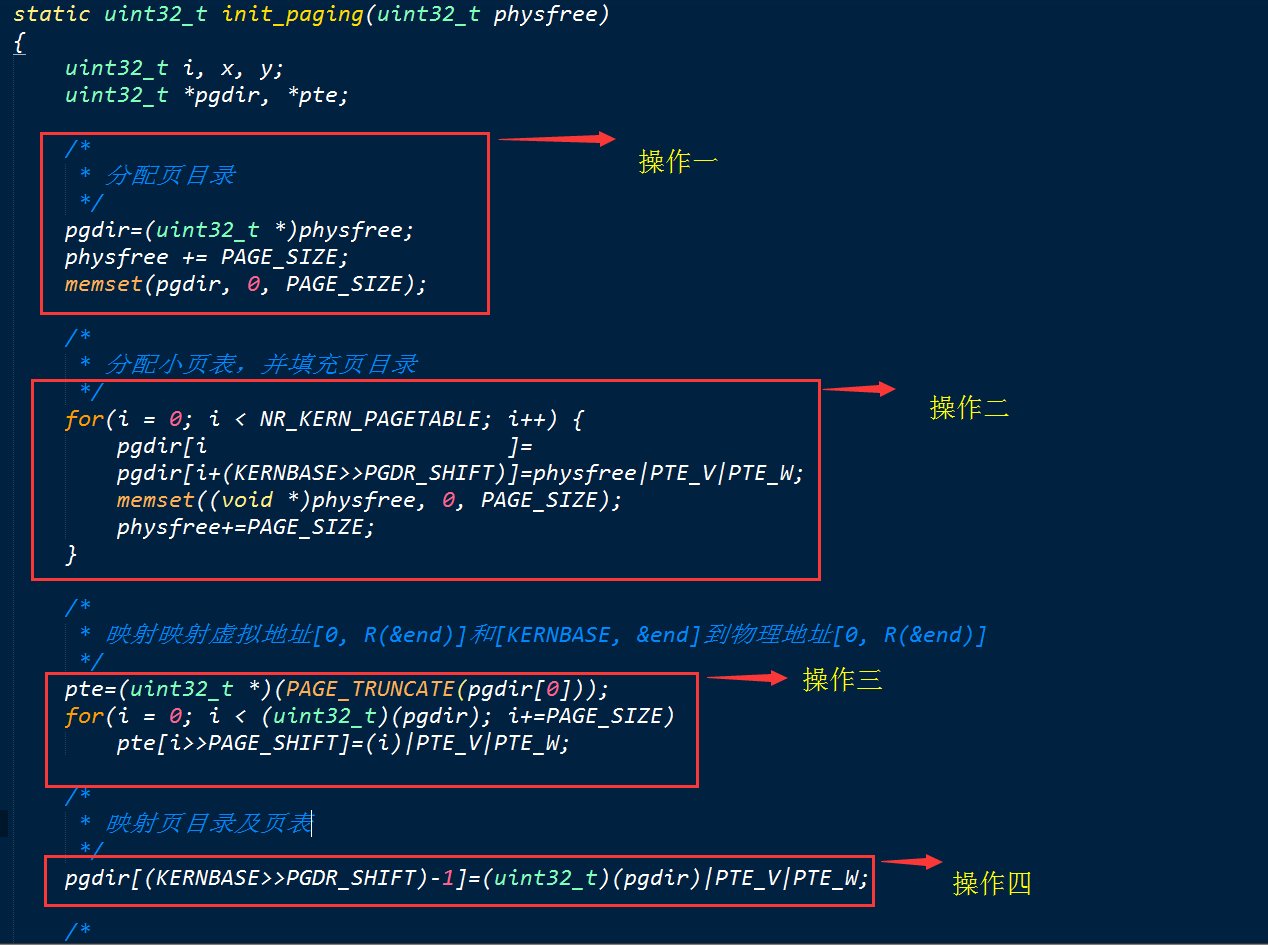 static uint32_t init_paging(uint32_t physfree)
{
uint32_t i, x, y;
uint32_t *pgdir, *pte;
/*
* 分配页目录
*/
pgdir=(uint32_t *)physfree;
physfree += PAGE_SIZE;
memset(pgdir, 0, PAGE_SIZE);
操作一
/*
* 分配小页表，并填充页目录
*/
for(i = 0; i < NR_KERN_PAGETABLE; i++) {
pgdir[i ]=
pgdir[i+(KERNBASE>>PGDR_SHIFT)]=physfree|PTE_V|PTE_W;
memset((void *)physfree, 0, PAGE_SIZE);
physfree+=PAGE_SIZE;
}
操作二
/*
* 映射映射虚拟地址[0, R(&end)]和[KERNBASE, &end]到物理地址[0, R(&end)]
*/
pte=(uint32_t *)(PAGE_TRUNCATE(pgdir[0]));
for(i = 0; i < (uint32_t)(pgdir); i+=PAGE_SIZE)
pte[i>>PAGE_SHIFT]=(i)|PTE_V|PTE_W;
操作三
/*
* 映射页目录及页表
*/
pgdir[(KERNBASE>>PGDR_SHIFT)-1]=(uint32_t)(pgdir)|PTE_V|PTE_W;
操作四
/*